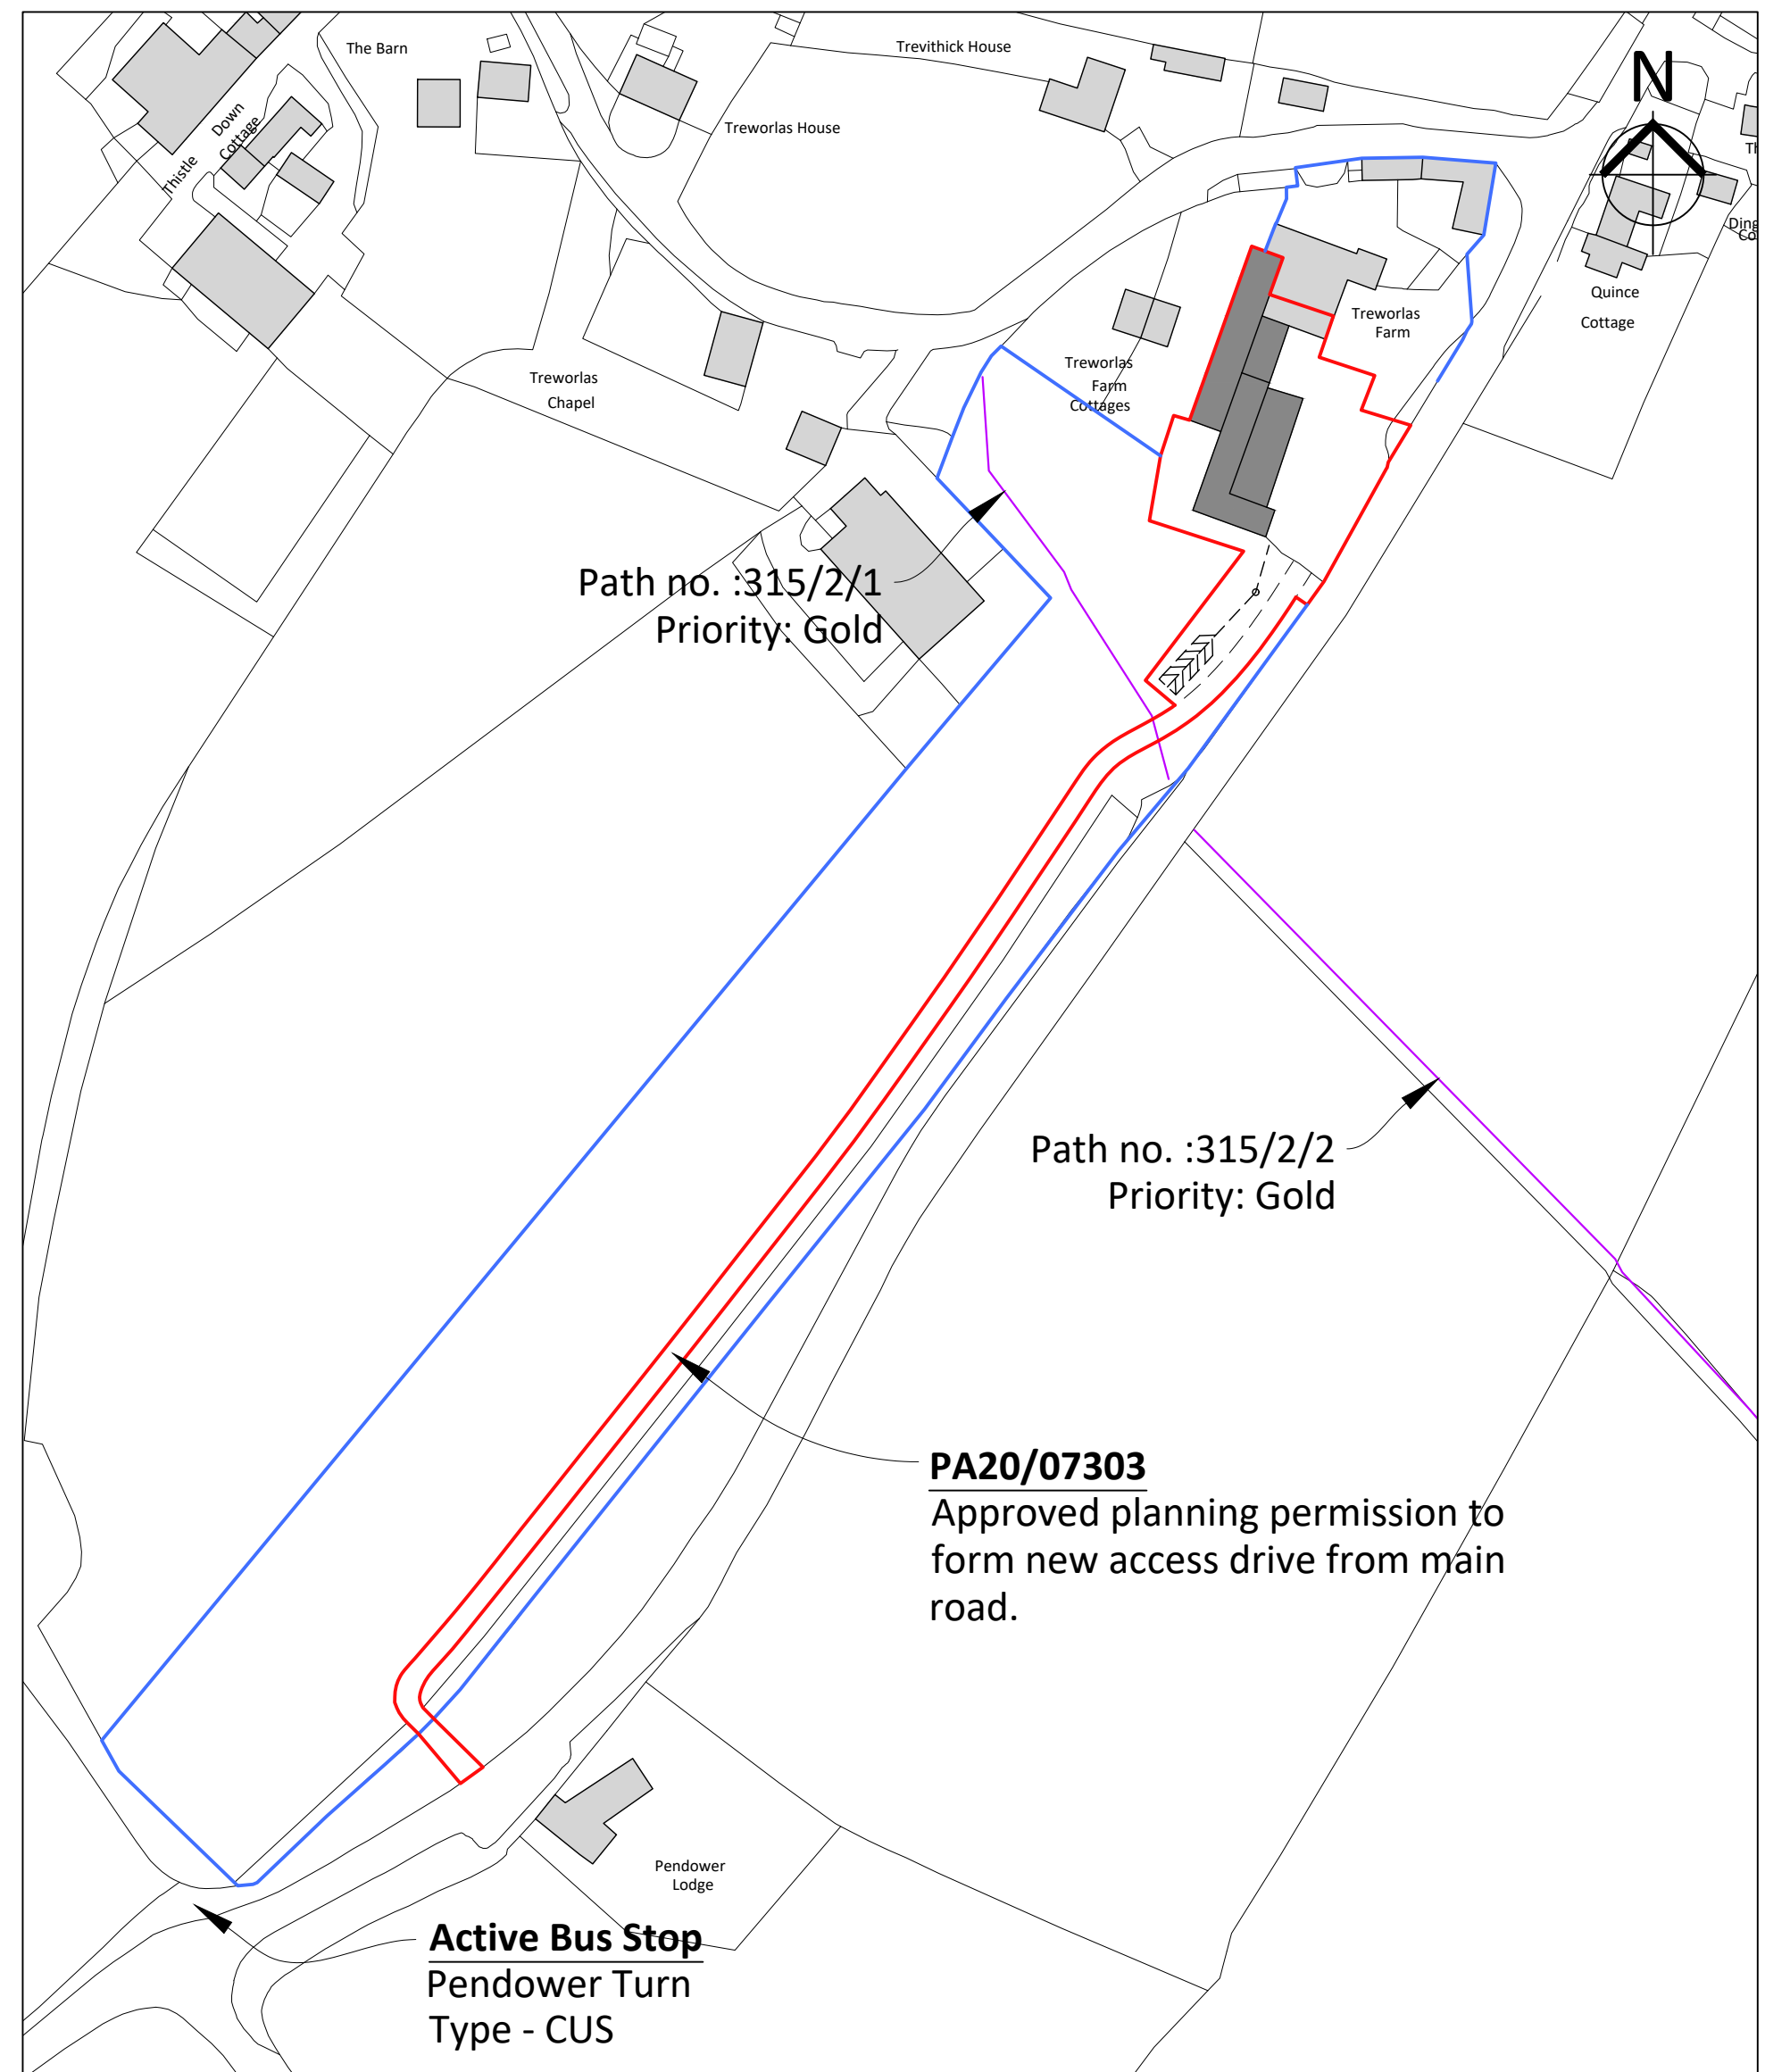 The Barn
Trevithick House
N
Down
Cottage
Thistle
Treworlas House
Quince
Cottage
Treworlas
Farm
Treworlas
Farm
Cottages
Treworlas
Chapel
Path no. :315/2/1
Priority: Gold
Path no. :315/2/2
Priority: Gold
PA20/07303
Approved planning permission to
form new access drive from main
road.
Pendower
Lodge
Active Bus Stop
Pendower Turn
Type - CUS